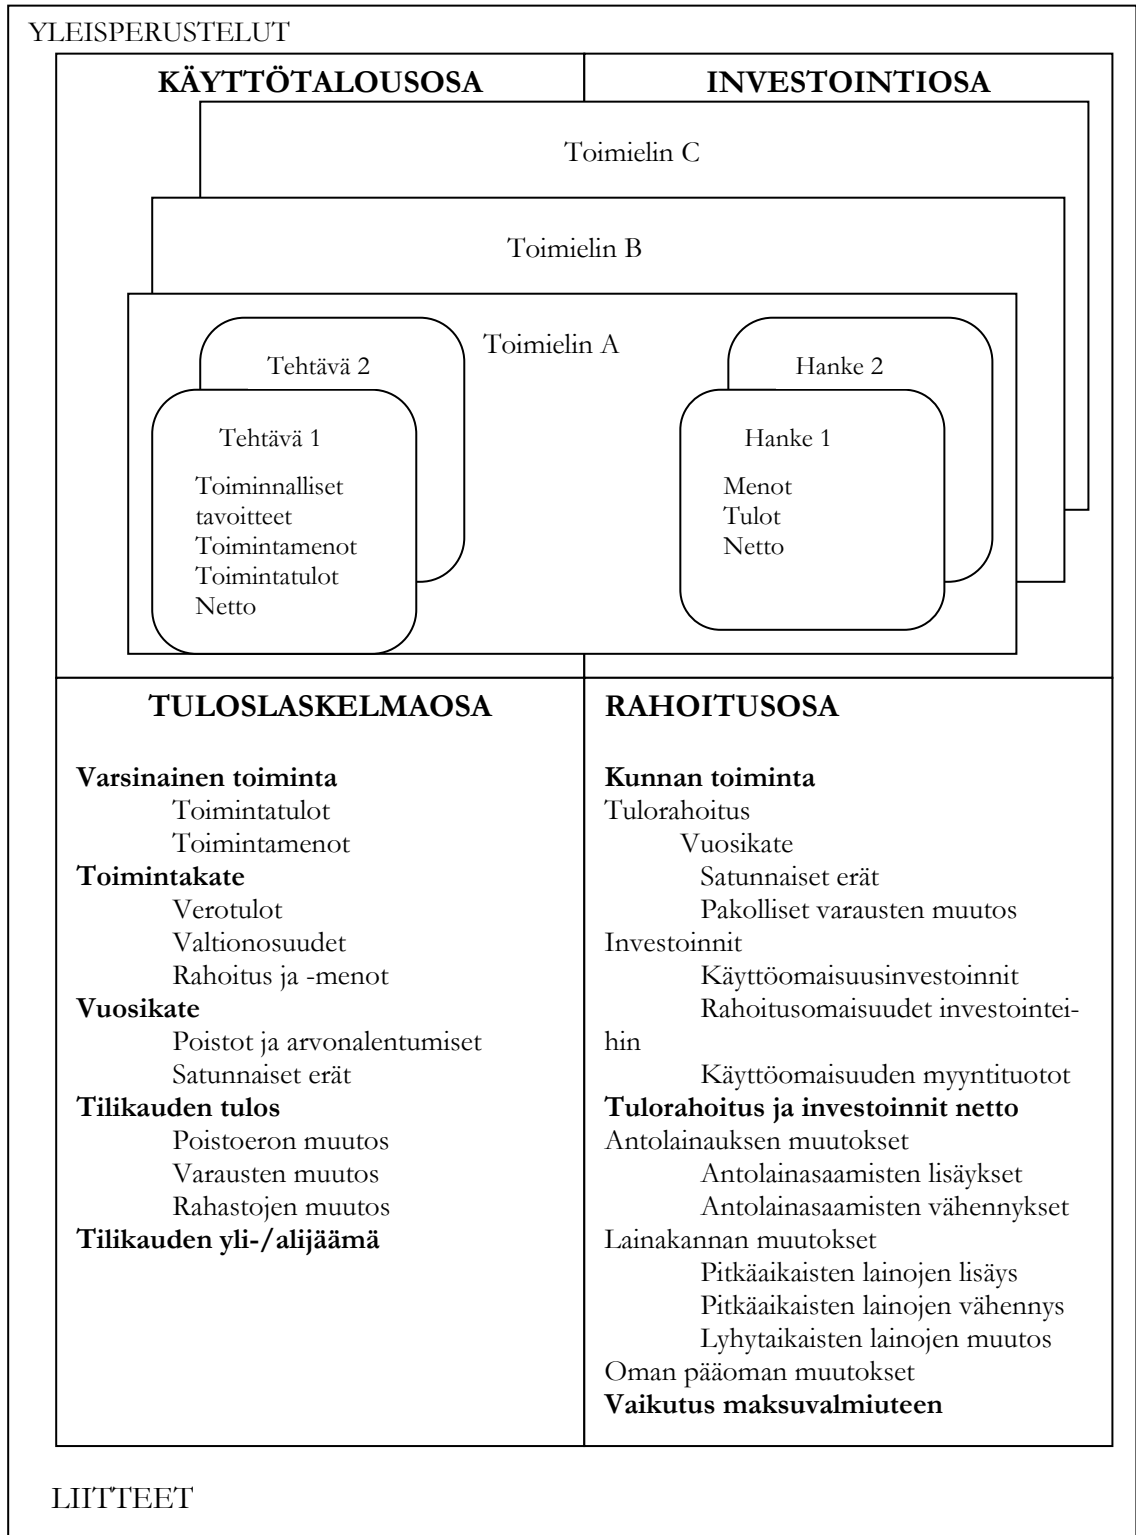 YLEISPERUSTELUT
KÄYTTÖTALOUSOSA
INVESTOINTIOSA
Toimielin C
Toimielin B
Toimielin A
Tehtävä 2
Tehtävä 1
Toiminnalliset
tavoitteet
Toimintamenot
Toimintatulot
Netto
Hanke 2
Hanke 1
Menot
Tulot
Netto
TULOSLASKELMAOSA
Varsinainen toiminta
Toimintatulot
Toimintamenot
Toimintakate
Verotulot
Valtionosuudet
Rahoitus ja -menot
Vuosikate
Poistot ja arvonalentumiset
Satunnaiset erät
Tilikauden tulos
Poistoeron muutos
Varausten muutos
Rahastojen muutos
Tilikauden yli-/alijäämä
RAHOITUSOSA
Kunnan toiminta
Tulorahoitus
Vuosikate
Satunnaiset erät
Pakolliset varausten muutos
Investoinnit
Käyttöomaisuusinvestoinnit
Rahoitusomaisuudet investointei-
hin
Käyttöomaisuuden myyntituotot
Tulorahoitus ja investoinnit netto
Antolainauksen muutokset
Antolainasaamisten lisäykset
Antolainasaamisten vähennykset
Lainakannan muutokset
Pitkäaikaisten lainojen lisäys
Pitkäaikaisten lainojen vähennys
Lyhytaikaisten lainojen muutos
Oman pääoman muutokset
Vaikutus maksuvalmiuteen
LIITTEET